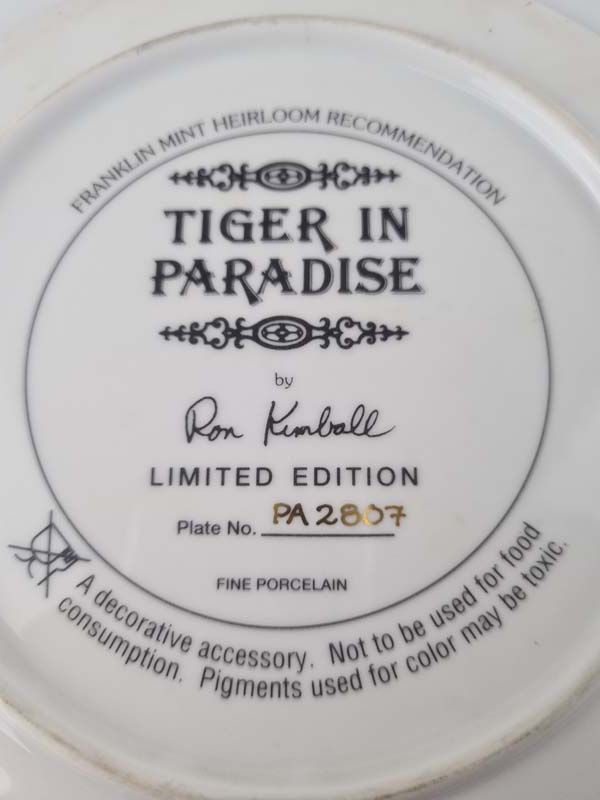 FRANKLIN MINT HEIRLOOM RECOMMENDATION
TIGER IN
PARADISE
by
Ron Kimball
LIMITED EDITION
Plate No. PA2807
FINE PORCELAIN
A decorative accessory. Not to be used for food
consumption. Pigments used for color may be toxic.